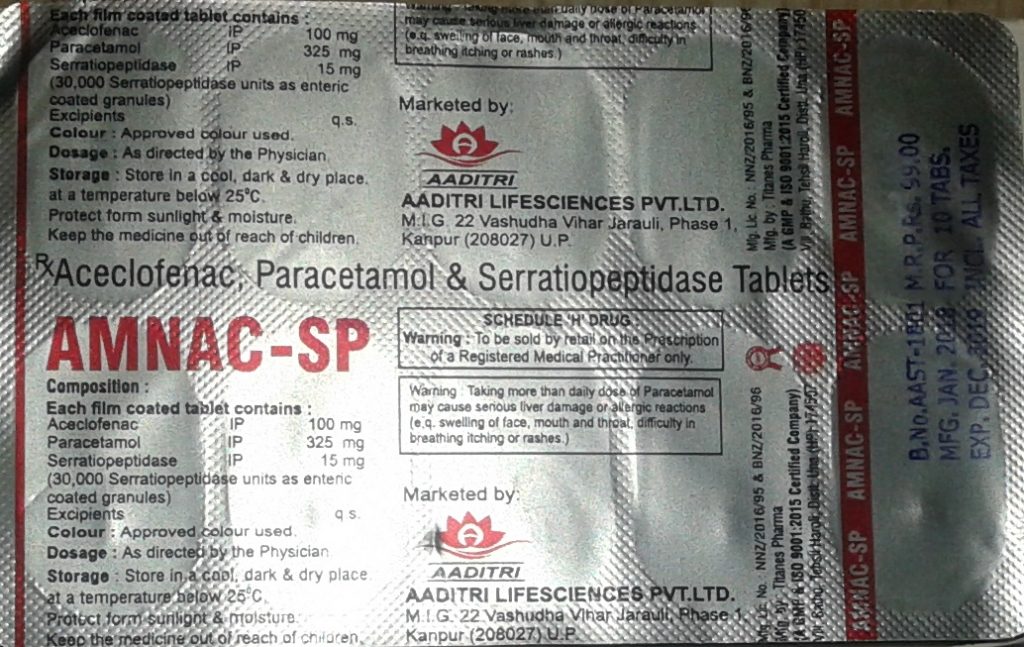 Each film coated tablet contains :
Aceclofenac IP 100 mg
Paracetamol IP 325 mg
Serratiopeptidase IP 15 mg
(30,000 Serratiopeptidase units as enteric
coated granules)
Excipients q.s.
Colour : Approved colour used.
Dosage : As directed by the Physician
Storage : Store in a cool, dark & dry place.
at a temperature below 25°C.
Protect form sunlight & moisture.
Keep the medicine out of reach of children.
Warning : Taking more than daily dose of Paracetamol
may cause serious liver damage or allergic reactions
(e.q. swelling of face, mouth and throat, difficulty in
breathing itching or rashes.)
Marketed by:
AADITRI
AADITRI LIFESCIENCES PVT.LTD.
M.I.G. 22 Vashudha Vihar Jarauli, Phase 1,
Kanpur (208027) U.P.
Mfg. Lic. No. : NNZ/2016/95 & BNZ/2016/96
Mfg. by : Titanes Pharma
(A GMP & ISO 9001:2015 Certified Company)
Vill. Bathu, Tehsil Haroli, Distt. Una (HP) 17450
Rx Aceclofenac, Paracetamol & Serratiopeptidase Tablets
AMNAC-SP
Composition :
Each film coated tablet contains :
Aceclofenac IP 100 mg
Paracetamol IP 325 mg
Serratiopeptidase IP 15 mg
(30,000 Serratiopeptidase units as enteric
coated granules)
Excipients q.s.
Colour : Approved colour used.
Dosage : As directed by the Physician
Storage : Store in a cool, dark & dry place
at a temperature below 25°C.
Protect form sunlight & moisture.
Keep the medicine out of reach of children.
SCHEDULE 'H' DRUG
Warning : To be sold by retail on the Prescription
of a Registered Medical Practitioner only.
Warning : Taking more than daily dose of Paracetamol
may cause serious liver damage or allergic reactions
(e.q. swelling of face, mouth and throat, difficulty in
breathing itching or rashes.)
Marketed by:
AADITRI
AADITRI LIFESCIENCES PVT.LTD.
M.I.G. 22 Vashudha Vihar Jarauli, Phase 1,
Kanpur (208027) U.P.
Mfg. Lic. No. : NNZ/2016/95 & BNZ/2016/96
Mfg. by : Titanes Pharma
(A GMP & ISO 9001:2015 Certified Company)
Vill. Bathu, Tehsil Haroli, Distt. Una (HP) 174507
AMNAC-SP AMNAC-SP AMNAC-SP AMNAC-SP AMNAC-SP AMNAC-SP
B.No.AAST-1801 M.R.P.Rs. 99.00
MFG. JAN. 2018 FOR 10 TABS.
EXP. DEC.2019 INCL. ALL TAXES